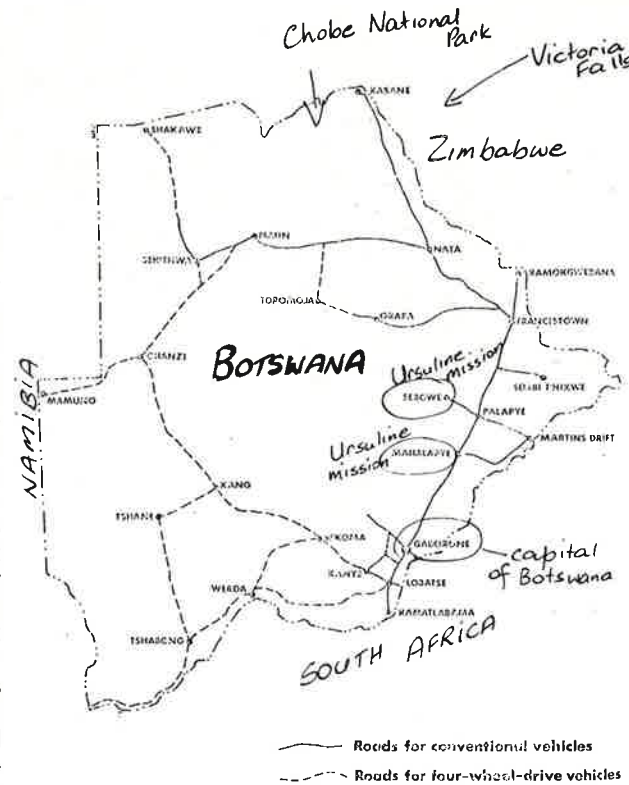 Chobe National
Park
Victoria
Falls
KASANE
SHAKAWE
Zimbabwe
MAUN
NATA
SEHITHWA
RAMOKGWEBANA
TOPOMOJA
ORAPA
FRANCISTOWN
GHANZI
BOTSWANA
Ursuline
mission
SEROWE
NAMIBIA
MAMUNO
PALAPYE
MARTINS DRIFT
Ursuline
mission
MAHALAPYE
KANG
TSHANE
GABORONE
capital
of Botswana
KANYE
LOBATSE
WERDA
RAMATLABAMA
TSHABONG
SOUTH AFRICA
Roads for conventional vehicles
Roads for four-wheel-drive vehicles